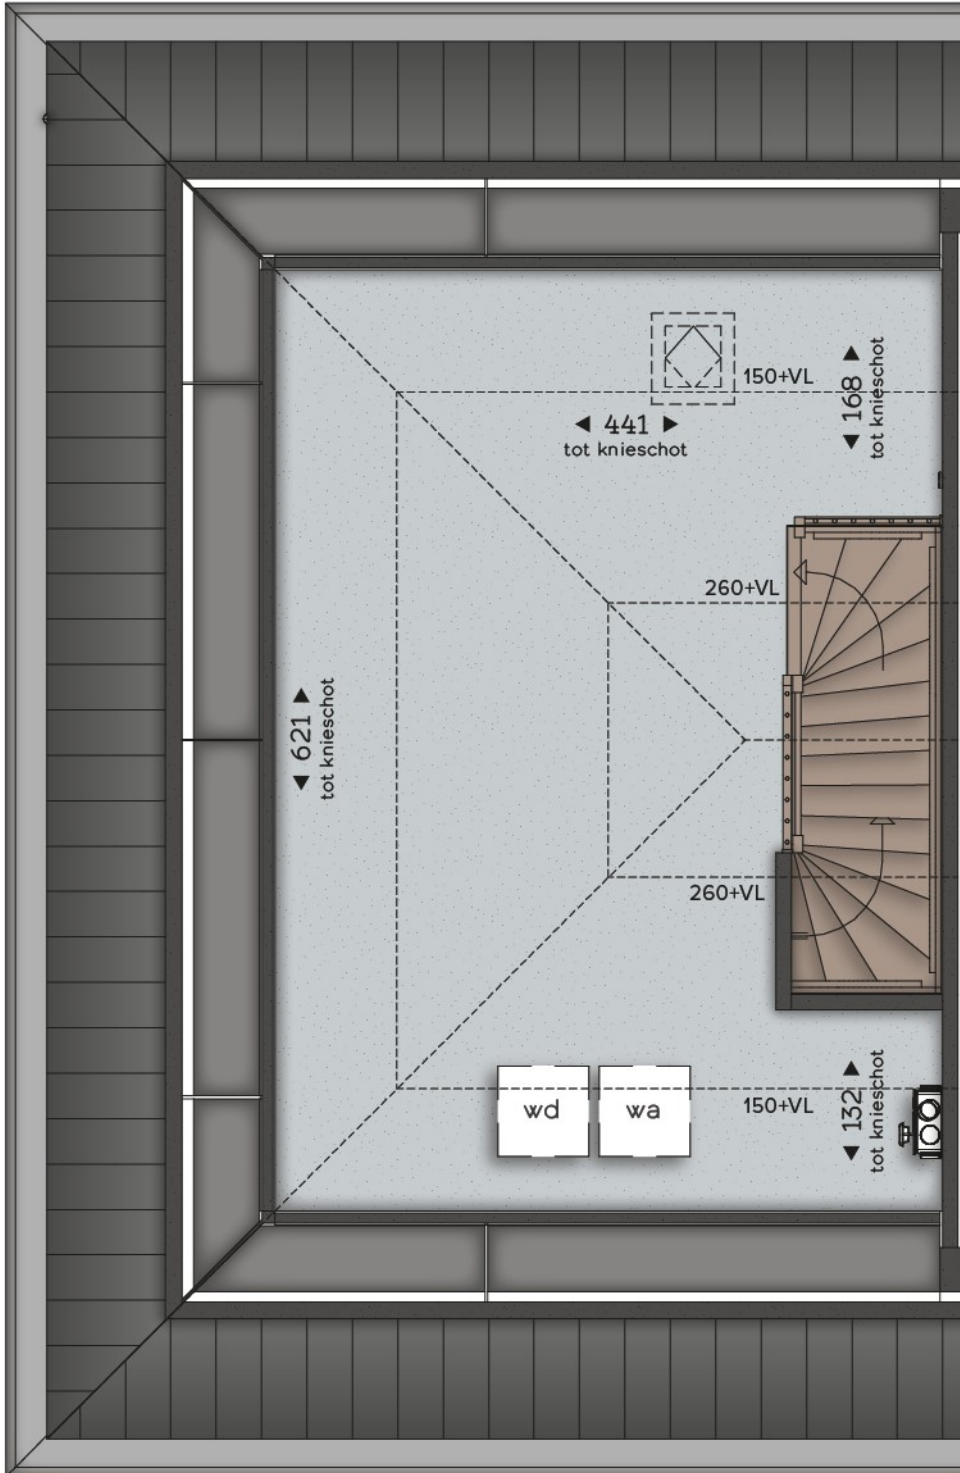 150+VL
168
tot knieschot
441
tot knieschot
260+VL
621
tot knieschot
260+VL
wd
wa
150+VL
132
tot knieschot